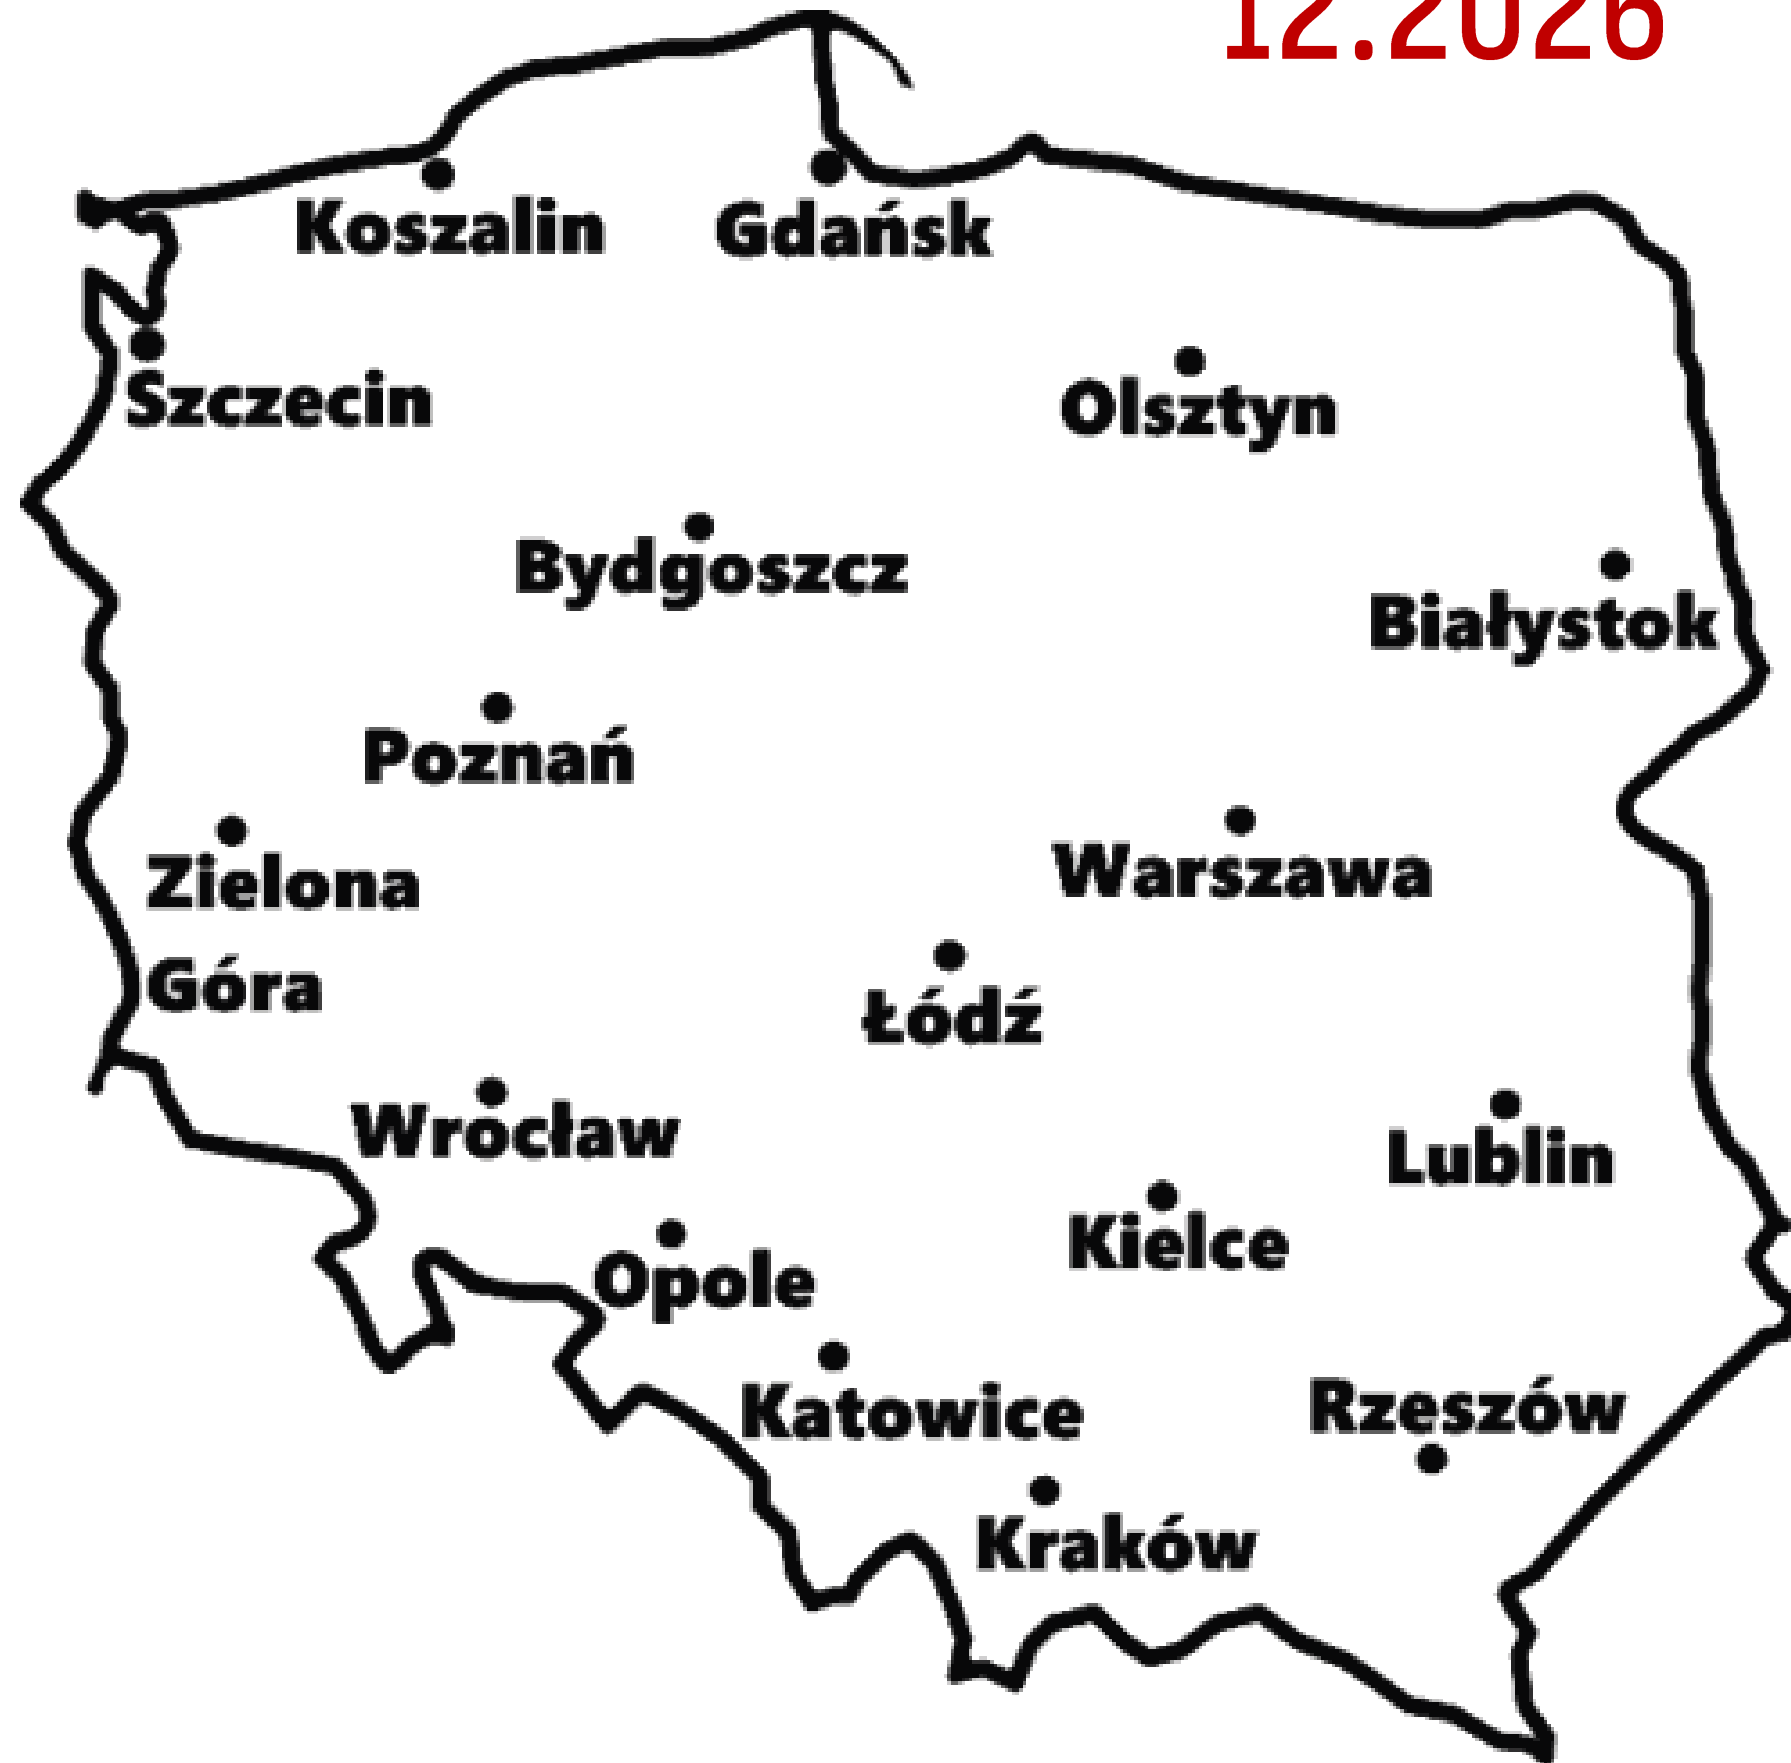 12.2026
Koszalin
Gdańsk
Szczecin
Olsztyn
Bydgoszcz
Białystok
Poznań
Zielona
Góra
Warszawa
Łódź
Wrocław
Lublin
Kielce
Opole
Katowice
Rzeszów
Kraków